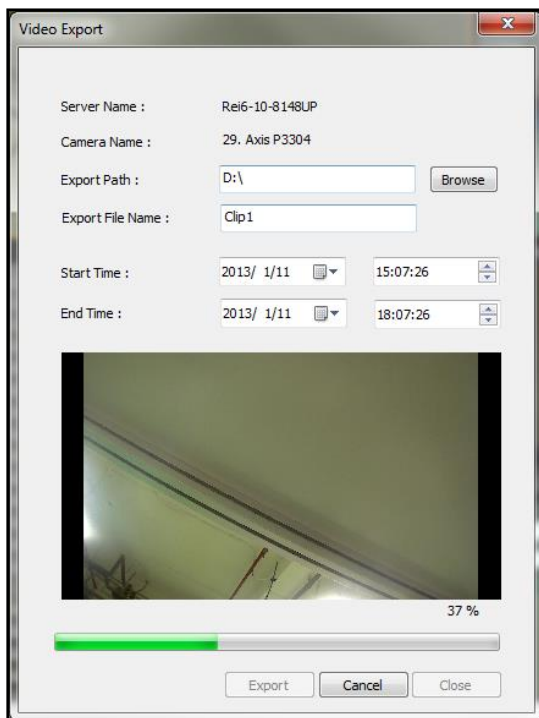 Video Export
Server Name : Rei6-10-8148UP
Camera Name : 29. Axis P3304
Export Path : D:\ Browse
Export File Name : Clip1
Start Time : 2013/ 1/11 15:07:26
End Time : 2013/ 1/11 18:07:26
37 %
Export Cancel Close